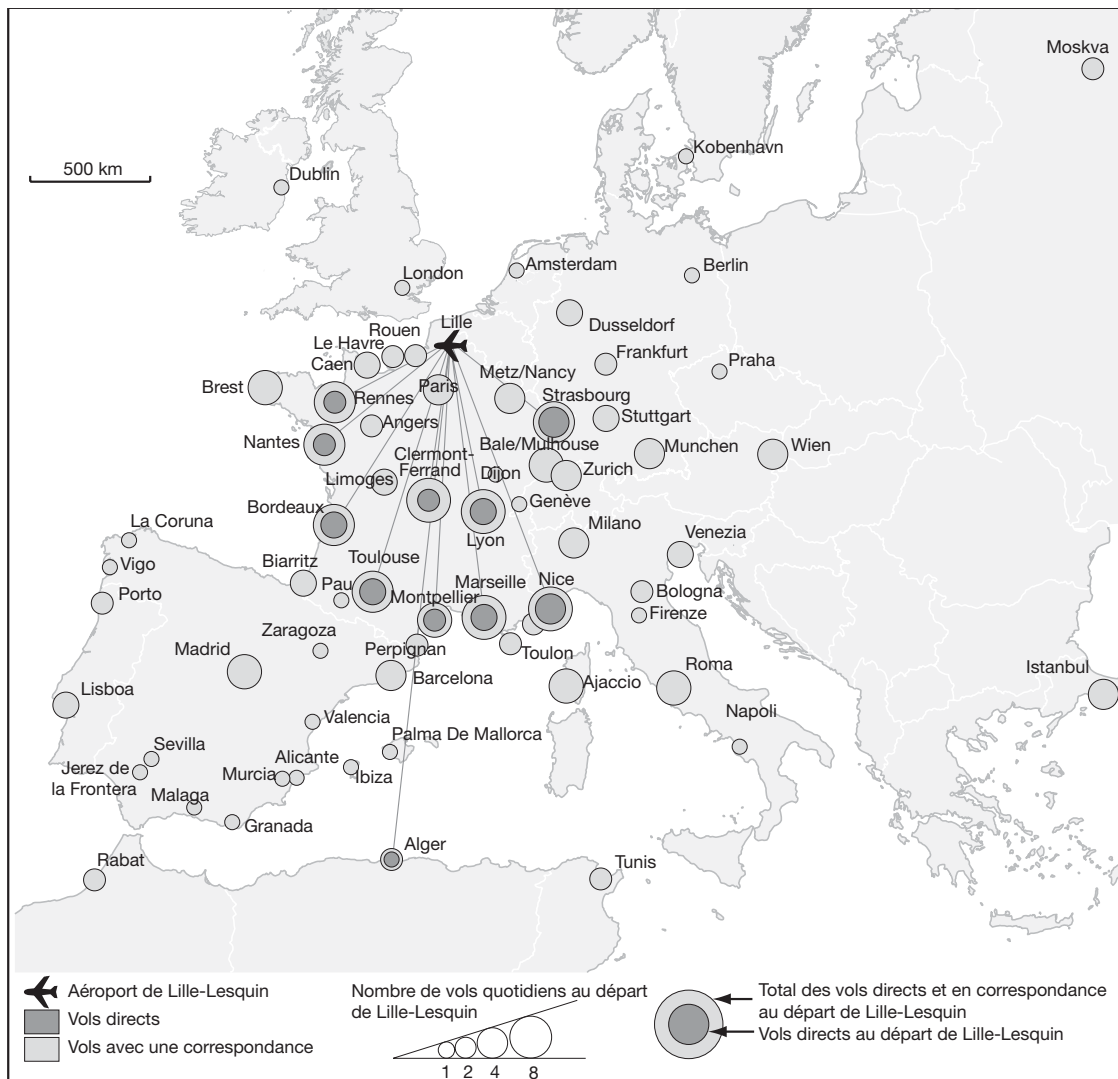 Moskva
Kobenhavn
500 km
Dublin
Amsterdam
Berlin
London
Lille
Dusseldorf
Rouen
Le Havre
Caen
Frankfurt
Praha
Metz/Nancy
Brest
Paris
Strasbourg
Rennes
Stuttgart
Angers
Nantes
Bale/Mulhouse
Munchen
Wien
Clermont-
Ferrand
Dijon
Zurich
Limoges
Genève
Bordeaux
Lyon
Milano
La Coruna
Venezia
Toulouse
Vigo
Biarritz
Marseille
Nice
Pau
Bologna
Porto
Montpellier
Firenze
Zaragoza
Perpignan
Toulon
Madrid
Roma
Istanbul
Barcelona
Ajaccio
Lisboa
Napoli
Valencia
Palma De Mallorca
Sevilla
Alicante
Jerez de
la Frontera
Murcia
Ibiza
Malaga
Granada
Alger
Rabat
Tunis
Aéroport de Lille-Lesquin
Vols directs
Vols avec une correspondance
Nombre de vols quotidiens au départ
de Lille-Lesquin
1 2 4 8
Total des vols directs et en correspondance
au départ de Lille-Lesquin
Vols directs au départ de Lille-Lesquin